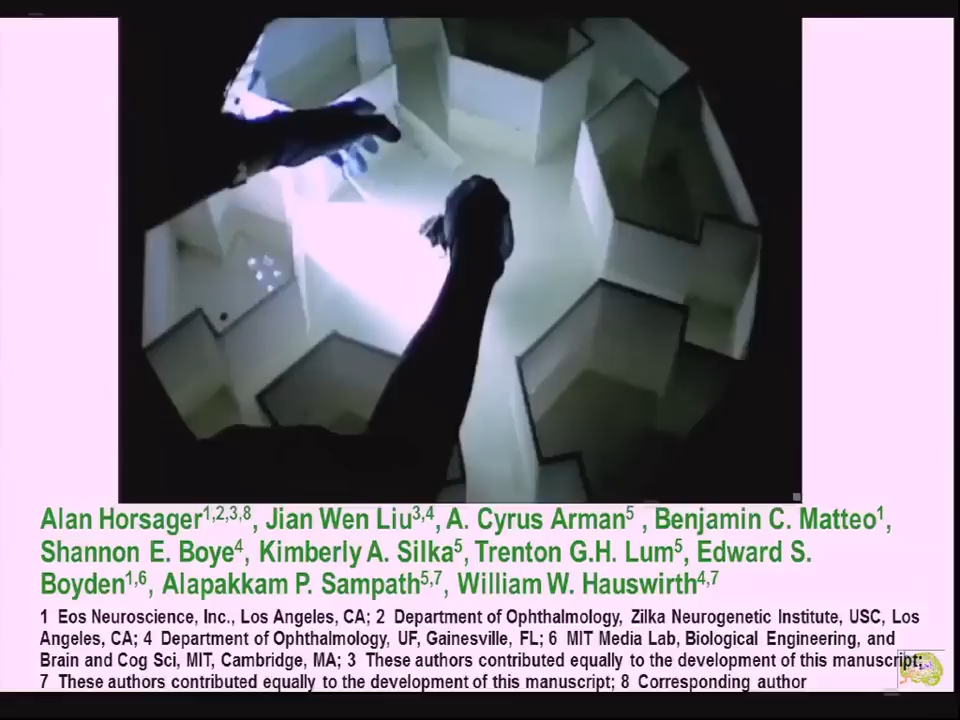 Alan Horsager1,2,3,8, Jian Wen Liu3,4, A. Cyrus Arman5 , Benjamin C. Matteo1,
Shannon E. Boye4, Kimberly A. Silka5, Trenton G.H. Lum5, Edward S.
Boyden1,6, Alapakkam P. Sampath5,7, William W. Hauswirth4,7
1 Eos Neuroscience, Inc., Los Angeles, CA; 2 Department of Ophthalmology, Zilka Neurogenetic Institute, USC, Los
Angeles, CA; 4 Department of Ophthalmology, UF, Gainesville, FL; 6 MIT Media Lab, Biological Engineering, and
Brain and Cog Sci, MIT, Cambridge, MA; 3 These authors contributed equally to the development of this manuscript;
7 These authors contributed equally to the development of this manuscript; 8 Corresponding author